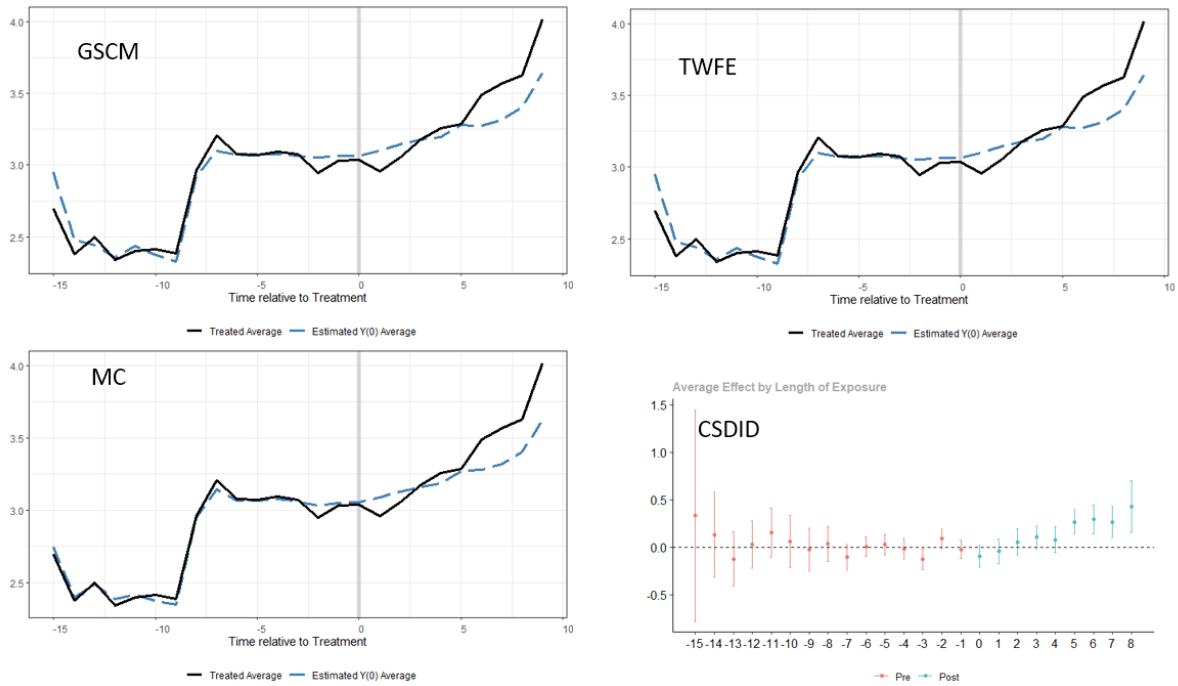 GSCM
4.0
3.5
3.0
2.5
-15 -10 -5 0 5 10
Time relative to Treatment
Treated Average Estimated Y(0) Average
TWFE
4.0
3.5
3.0
2.5
-15 -10 -5 0 5 10
Time relative to Treatment
Treated Average Estimated Y(0) Average
MC
4.0
3.5
3.0
2.5
-15 -10 -5 0 5 10
Time relative to Treatment
Treated Average Estimated Y(0) Average
Average Effect by Length of Exposure
CSDID
1.5
1.0
0.5
0.0
-0.5
-15 -14 -13 -12 -11 -10 -9 -8 -7 -6 -5 -4 -3 -2 -1 0 1 2 3 4 5 6 7 8
Pre Post